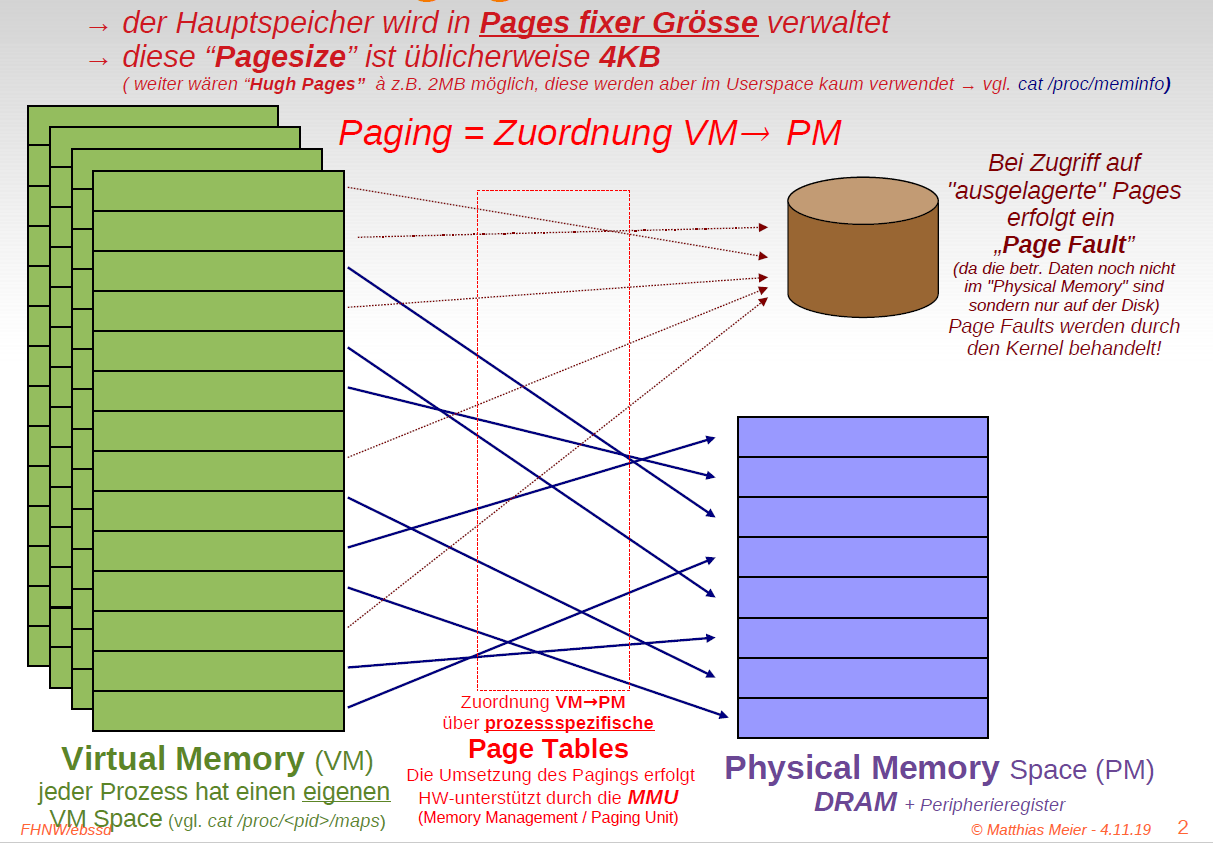 → der Hauptspeicher wird in Pages fixer Grösse verwaltet
→ diese “Pagesize” ist üblicherweise 4KB
( weiter wären “Hugh Pages” à z.B. 2MB möglich, diese werden aber im Userspace kaum verwendet → vgl. cat /proc/meminfo)
Paging = Zuordnung VM→ PM
Bei Zugriff auf
"ausgelagerte" Pages
erfolgt ein
„Page Fault”
(da die betr. Daten noch nicht
im "Physical Memory" sind
sondern nur auf der Disk)
Page Faults werden durch
den Kernel behandelt!
Zuordnung VM→PM
über prozessspezifische
Page Tables
Die Umsetzung des Pagings erfolgt
HW-unterstützt durch die MMU
(Memory Management / Paging Unit)
Virtual Memory (VM)
jeder Prozess hat einen eigenen
VM Space (vgl. cat /proc/<pid>/maps)
Physical Memory Space (PM)
DRAM + Peripherieregister
FHNW/ebssd
© Matthias Meier - 4.11.19 2